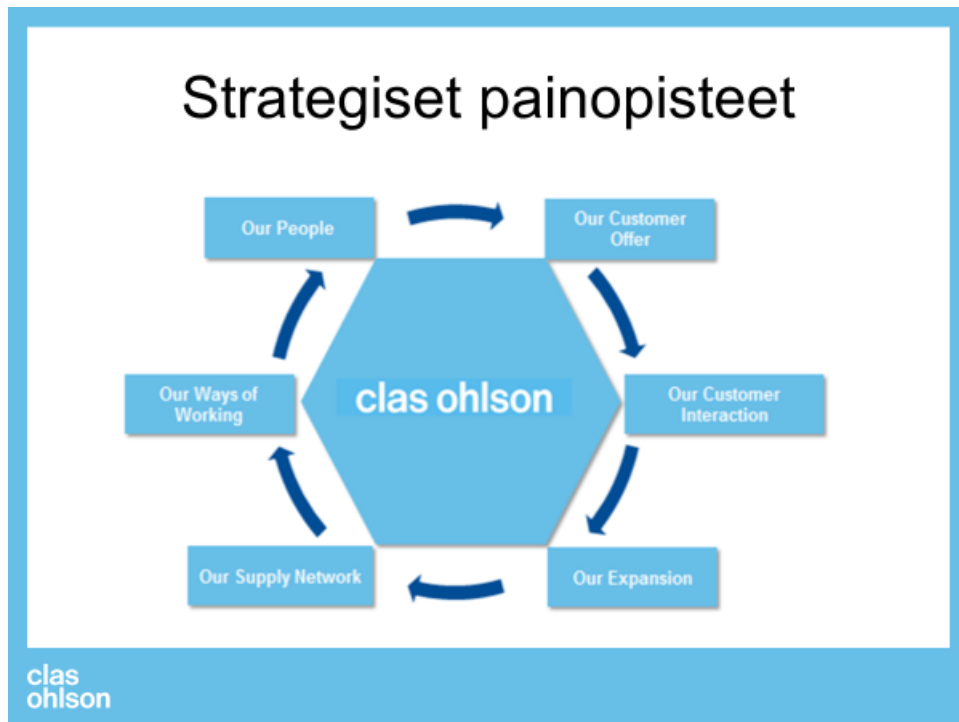 Strategiset painopisteet
Our People
Our Customer
Offer
Our Ways of
Working
clas ohlson
Our Customer
Interaction
Our Supply Network
Our Expansion
clas
ohlson